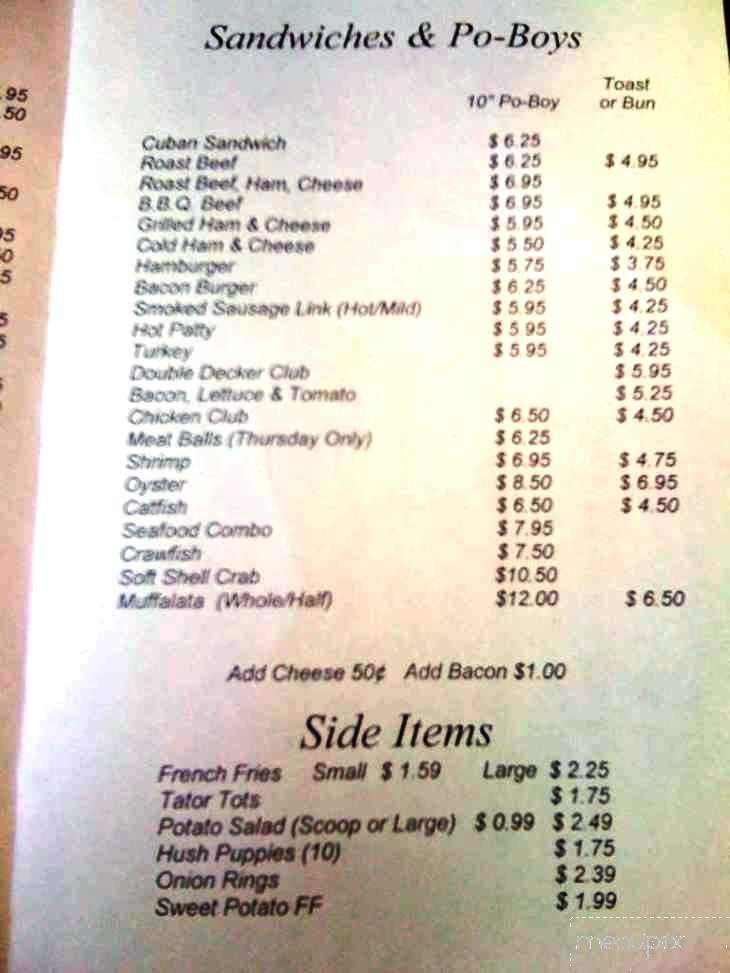 .95
.50
.95
.50
Sandwiches & Po-Boys
10" Po-Boy Toast or Bun
Cuban Sandwich $ 6.25
Roast Beef $ 6.25 $ 4.95
Roast Beef, Ham, Cheese $ 6.95
B.B.Q. Beef $ 6.95 $ 4.95
Grilled Ham & Cheese $ 5.95 $ 4.50
Cold Ham & Cheese $ 5.50 $ 4.25
Hamburger $ 5.75 $ 3.75
Bacon Burger $ 6.25 $ 4.50
Smoked Sausage Link (Hot/Mild) $ 5.95 $ 4.25
Hot Patty $ 5.95 $ 4.25
Turkey $ 5.95 $ 4.25
Double Decker Club $ 5.95
Bacon, Lettuce & Tomato $ 5.25
Chicken Club $ 6.50 $ 4.50
Meat Balls (Thursday Only) $ 6.25
Shrimp $ 6.95 $ 4.75
Oyster $ 8.50 $ 6.95
Catfish $ 6.50 $ 4.50
Seafood Combo $ 7.95
Crawfish $ 7.50
Soft Shell Crab $10.50
Muffalata (Whole/Half) $12.00 $ 6.50
Add Cheese 50¢ Add Bacon $1.00
Side Items
French Fries Small $ 1.59 Large $ 2.25
Tator Tots $ 1.75
Potato Salad (Scoop or Large) $ 0.99 $ 2.49
Hush Puppies (10) $ 1.75
Onion Rings $ 2.39
Sweet Potato FF $ 1.99
menupix